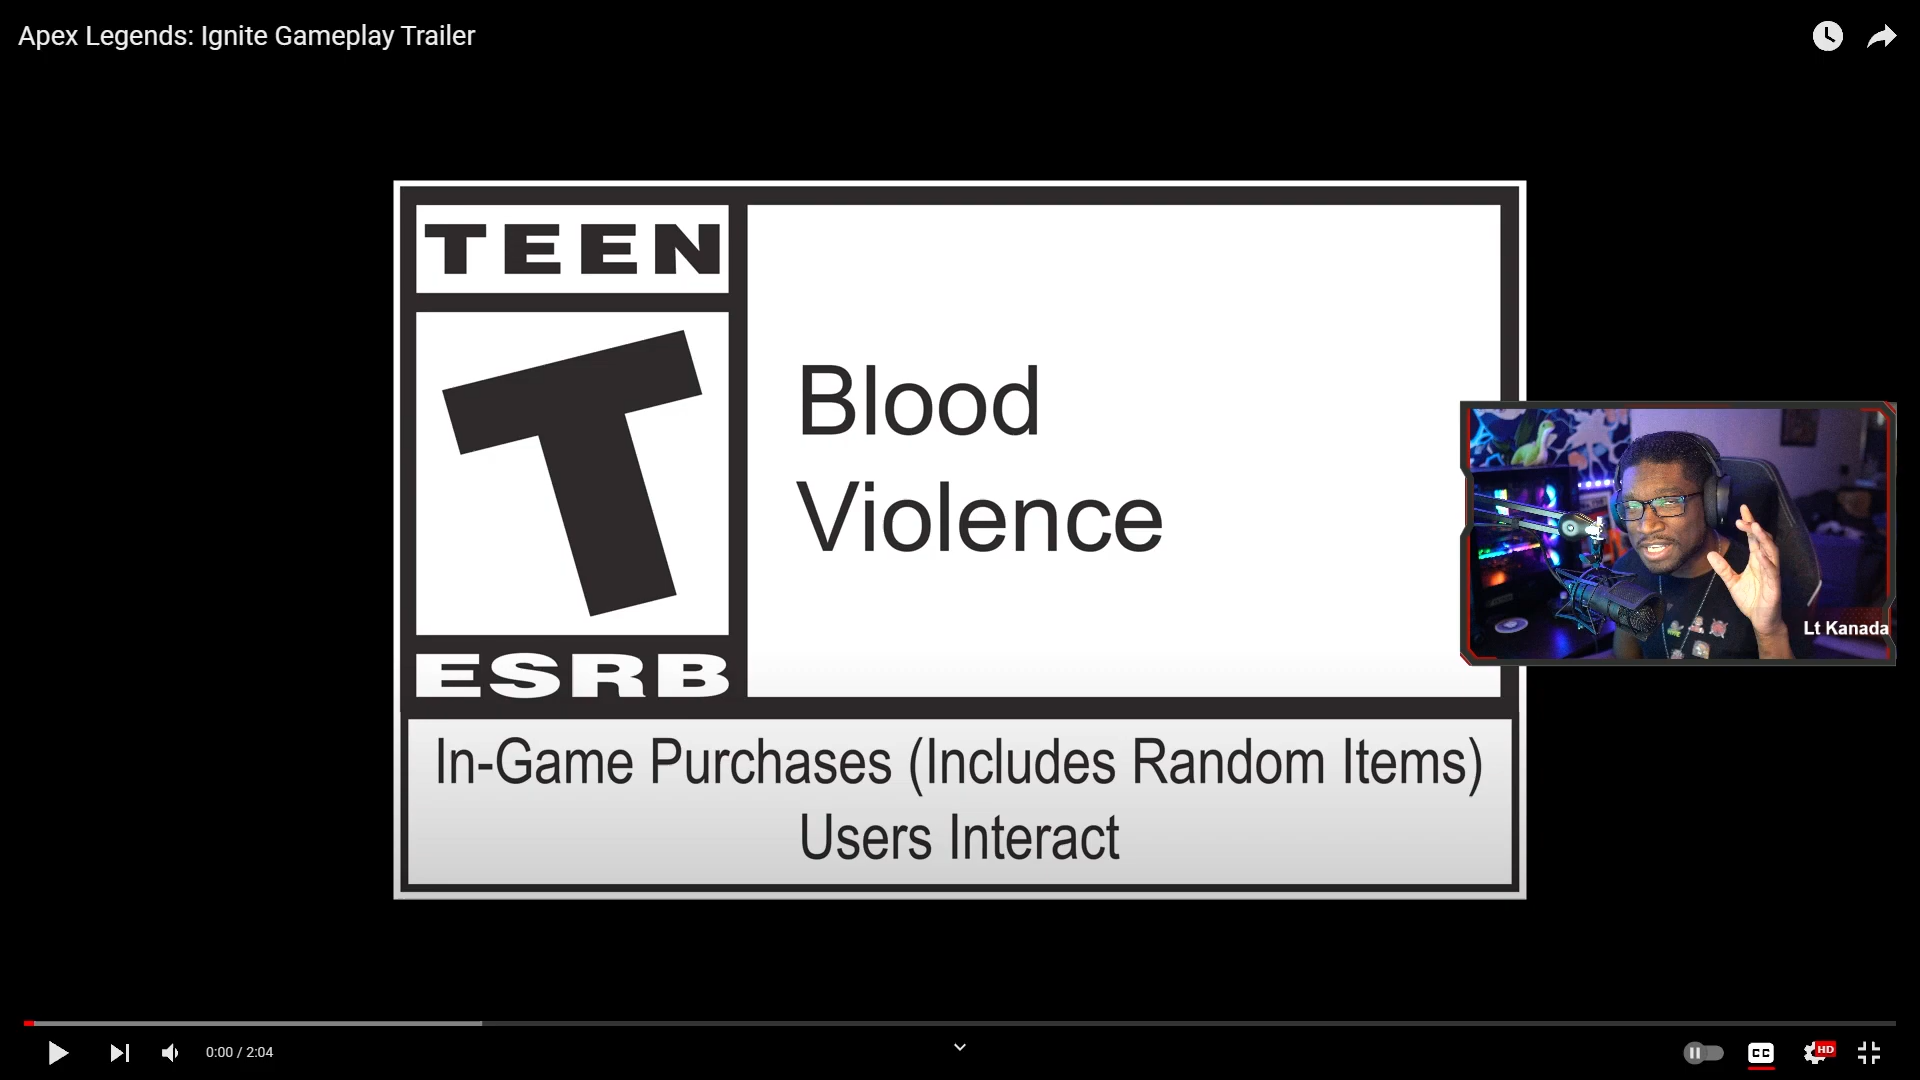 Apex Legends: Ignite Gameplay Trailer
TEEN
T
ESRB
Blood
Violence
Lt Kanada
In-Game Purchases (Includes Random Items)
Users Interact
0:00 / 2:04
CC
HD